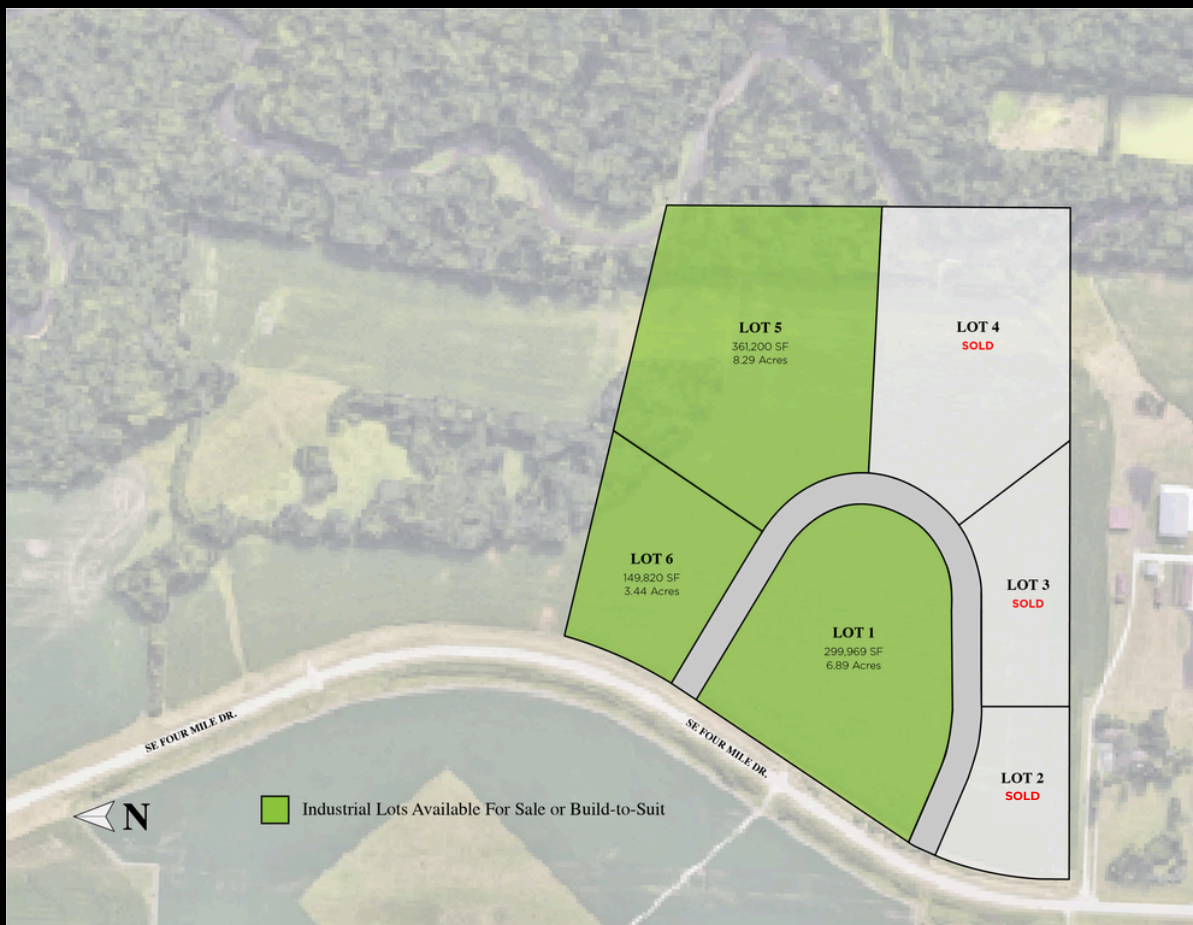 LOT 5
361,200 SF
8.29 Acres
LOT 4
SOLD
LOT 6
149,820 SF
3.44 Acres
LOT 3
SOLD
LOT 1
299,969 SF
6.89 Acres
SE FOUR MILE DR.
SE FOUR MILE DR.
LOT 2
SOLD
N
Industrial Lots Available For Sale or Build-to-Suit